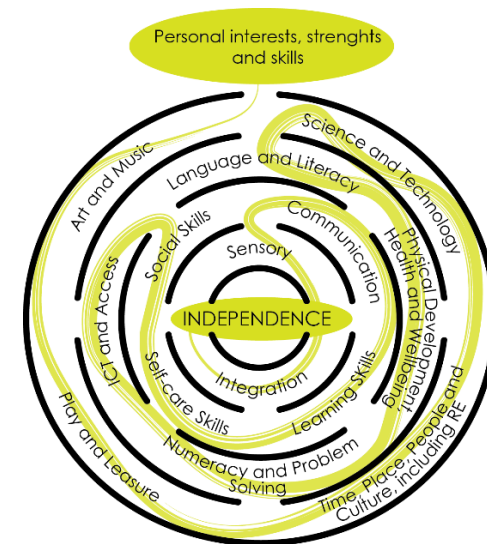 Personal interests, strenghts
and skills
Art and Music
Science and Technology
Language and Literacy
Social Skills
Communication
Sensory
ICT and Access
Physical Development,
Health and Wellbeing
INDEPENDENCE
Integration
Self-care Skills
Learning SKills
Numeracy and Problem
Solving
Play and Leasure
Time, Place, People and
Culture, including RE